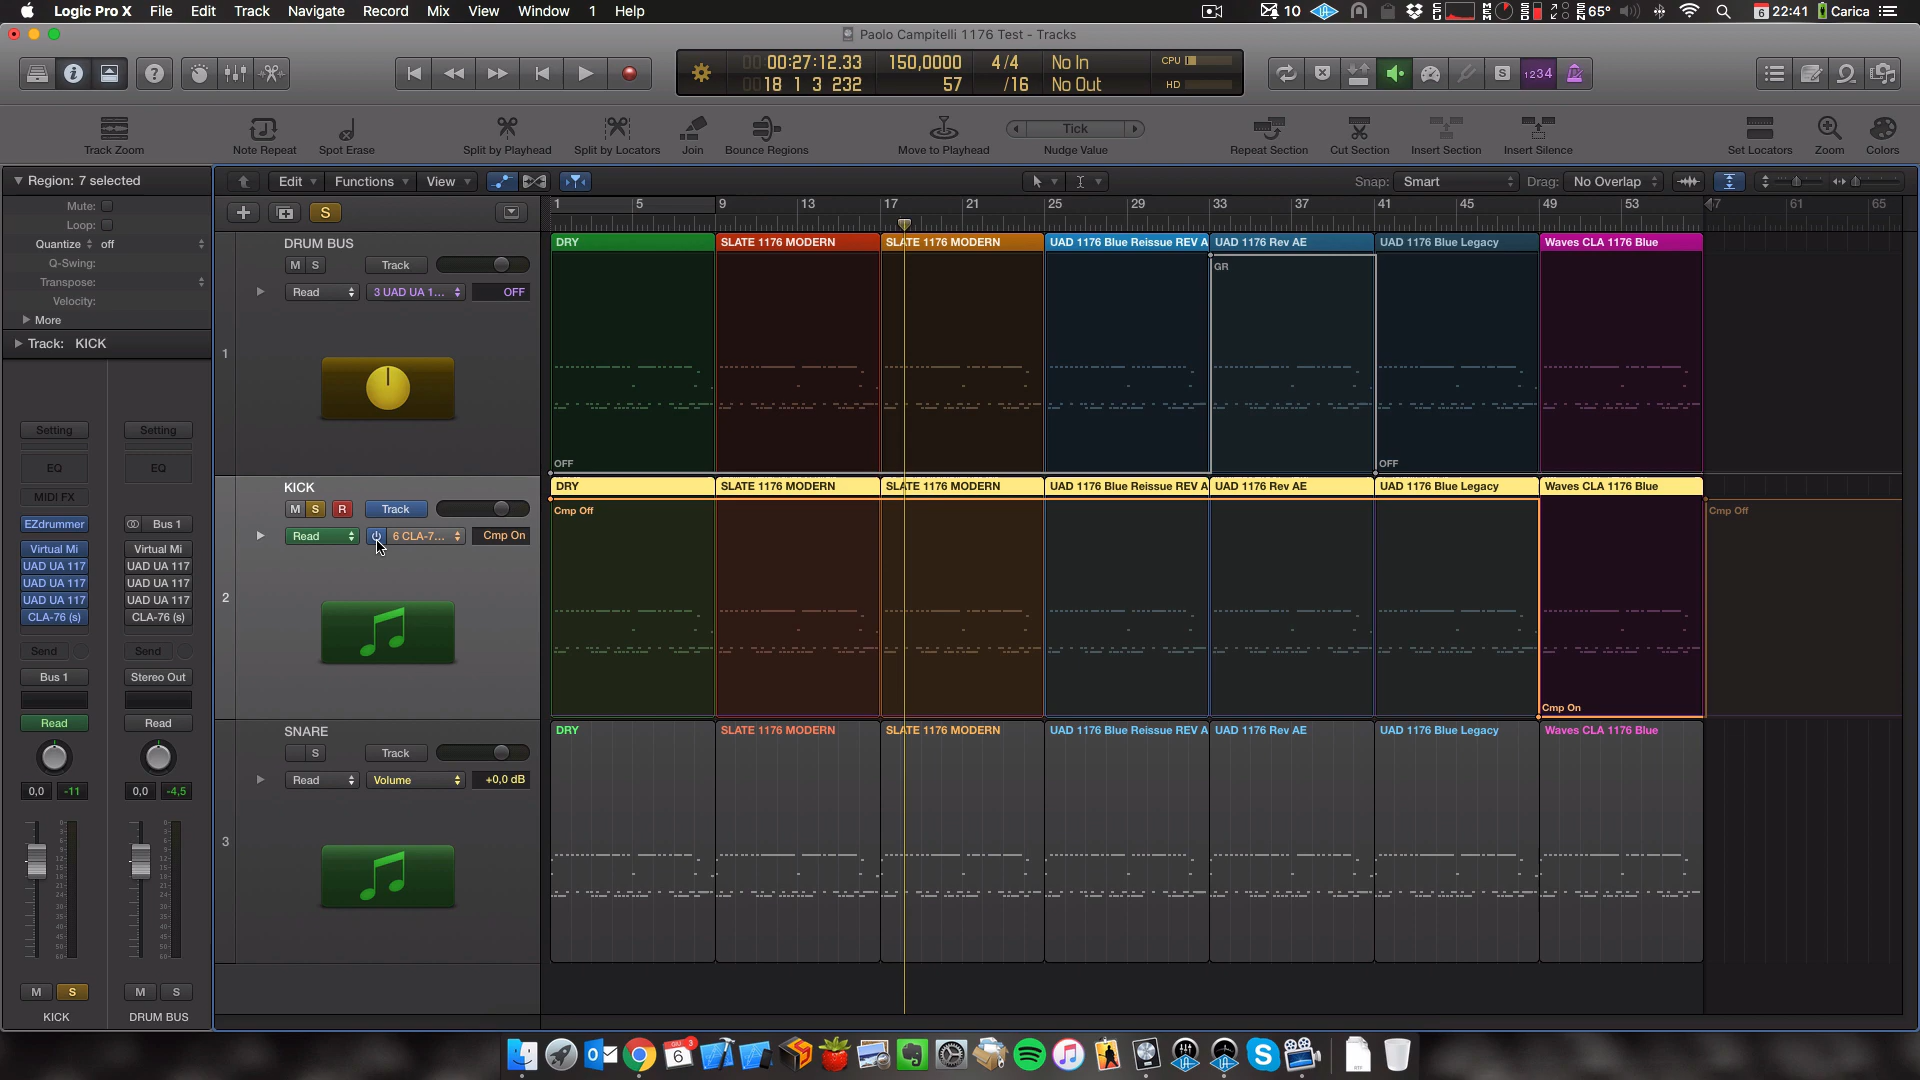 Logic Pro X File Edit Track Navigate Record Mix View Window 1 Help
10 65° 22:41 Carica
Paolo Campitelli 1176 Test - Tracks
00:27:12.33 150,0000 4/4 No In CPU
18 1 3 232 57 /16 No Out HD
S 1234
Track Zoom Note Repeat Spot Erase Split by Playhead Split by Locators Join Bounce Regions Move to Playhead Tick Nudge Value Repeat Section Cut Section Insert Section Insert Silence Set Locators Zoom Colors
Region: 7 selected
Edit Functions View Snap: Smart Drag: No Overlap
Mute:
Loop:
Quantize off
Q-Swing:
Transpose:
Velocity:
More
Track: KICK
S
1 5 9 13 17 21 25 29 33 37 41 45 49 53 57 61 65
DRUM BUS
M S Track
Read 3 UAD UA 1... OFF
1
DRY SLATE 1176 MODERN SLATE 1176 MODERN UAD 1176 Blue Reissue REV A UAD 1176 Rev AE UAD 1176 Blue Legacy Waves CLA 1176 Blue
GR
OFF OFF
KICK
M S R Track
Read 6 CLA-7... Cmp On
2
DRY SLATE 1176 MODERN SLATE 1176 MODERN UAD 1176 Blue Reissue REV A UAD 1176 Rev AE UAD 1176 Blue Legacy Waves CLA 1176 Blue
Cmp Off Cmp Off
Cmp On
SNARE
S Track
Read Volume +0,0 dB
3
DRY SLATE 1176 MODERN SLATE 1176 MODERN UAD 1176 Blue Reissue REV A UAD 1176 Rev AE UAD 1176 Blue Legacy Waves CLA 1176 Blue
Setting Setting
EQ EQ
MIDI FX
EZdrummer Bus 1
Virtual Mi Virtual Mi
UAD UA 117 UAD UA 117
UAD UA 117 UAD UA 117
UAD UA 117 UAD UA 117
CLA-76 (s) CLA-76 (s)
Send Send
Bus 1 Stereo Out
Read Read
0,0 -11 0,0 -4,5
M S M S
KICK DRUM BUS